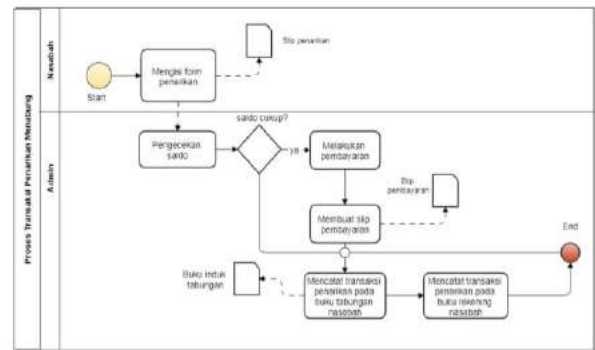 Proses Transaksi Penarikan Menabung
Nasabah
Start
Mengisi form
penarikan
Slip penarikan
Admin
Pengecekan
saldo
saldo cukup?
ya
Melakukan
pembayaran
Slip
pembayaran
Membuat slip
pembayaran
End
Buku induk
tabungan
Mencatat transaksi
penarikan pada
buku tabungan
nasabah
Mencatat transaksi
penarikan pada
buku rekening
nasabah